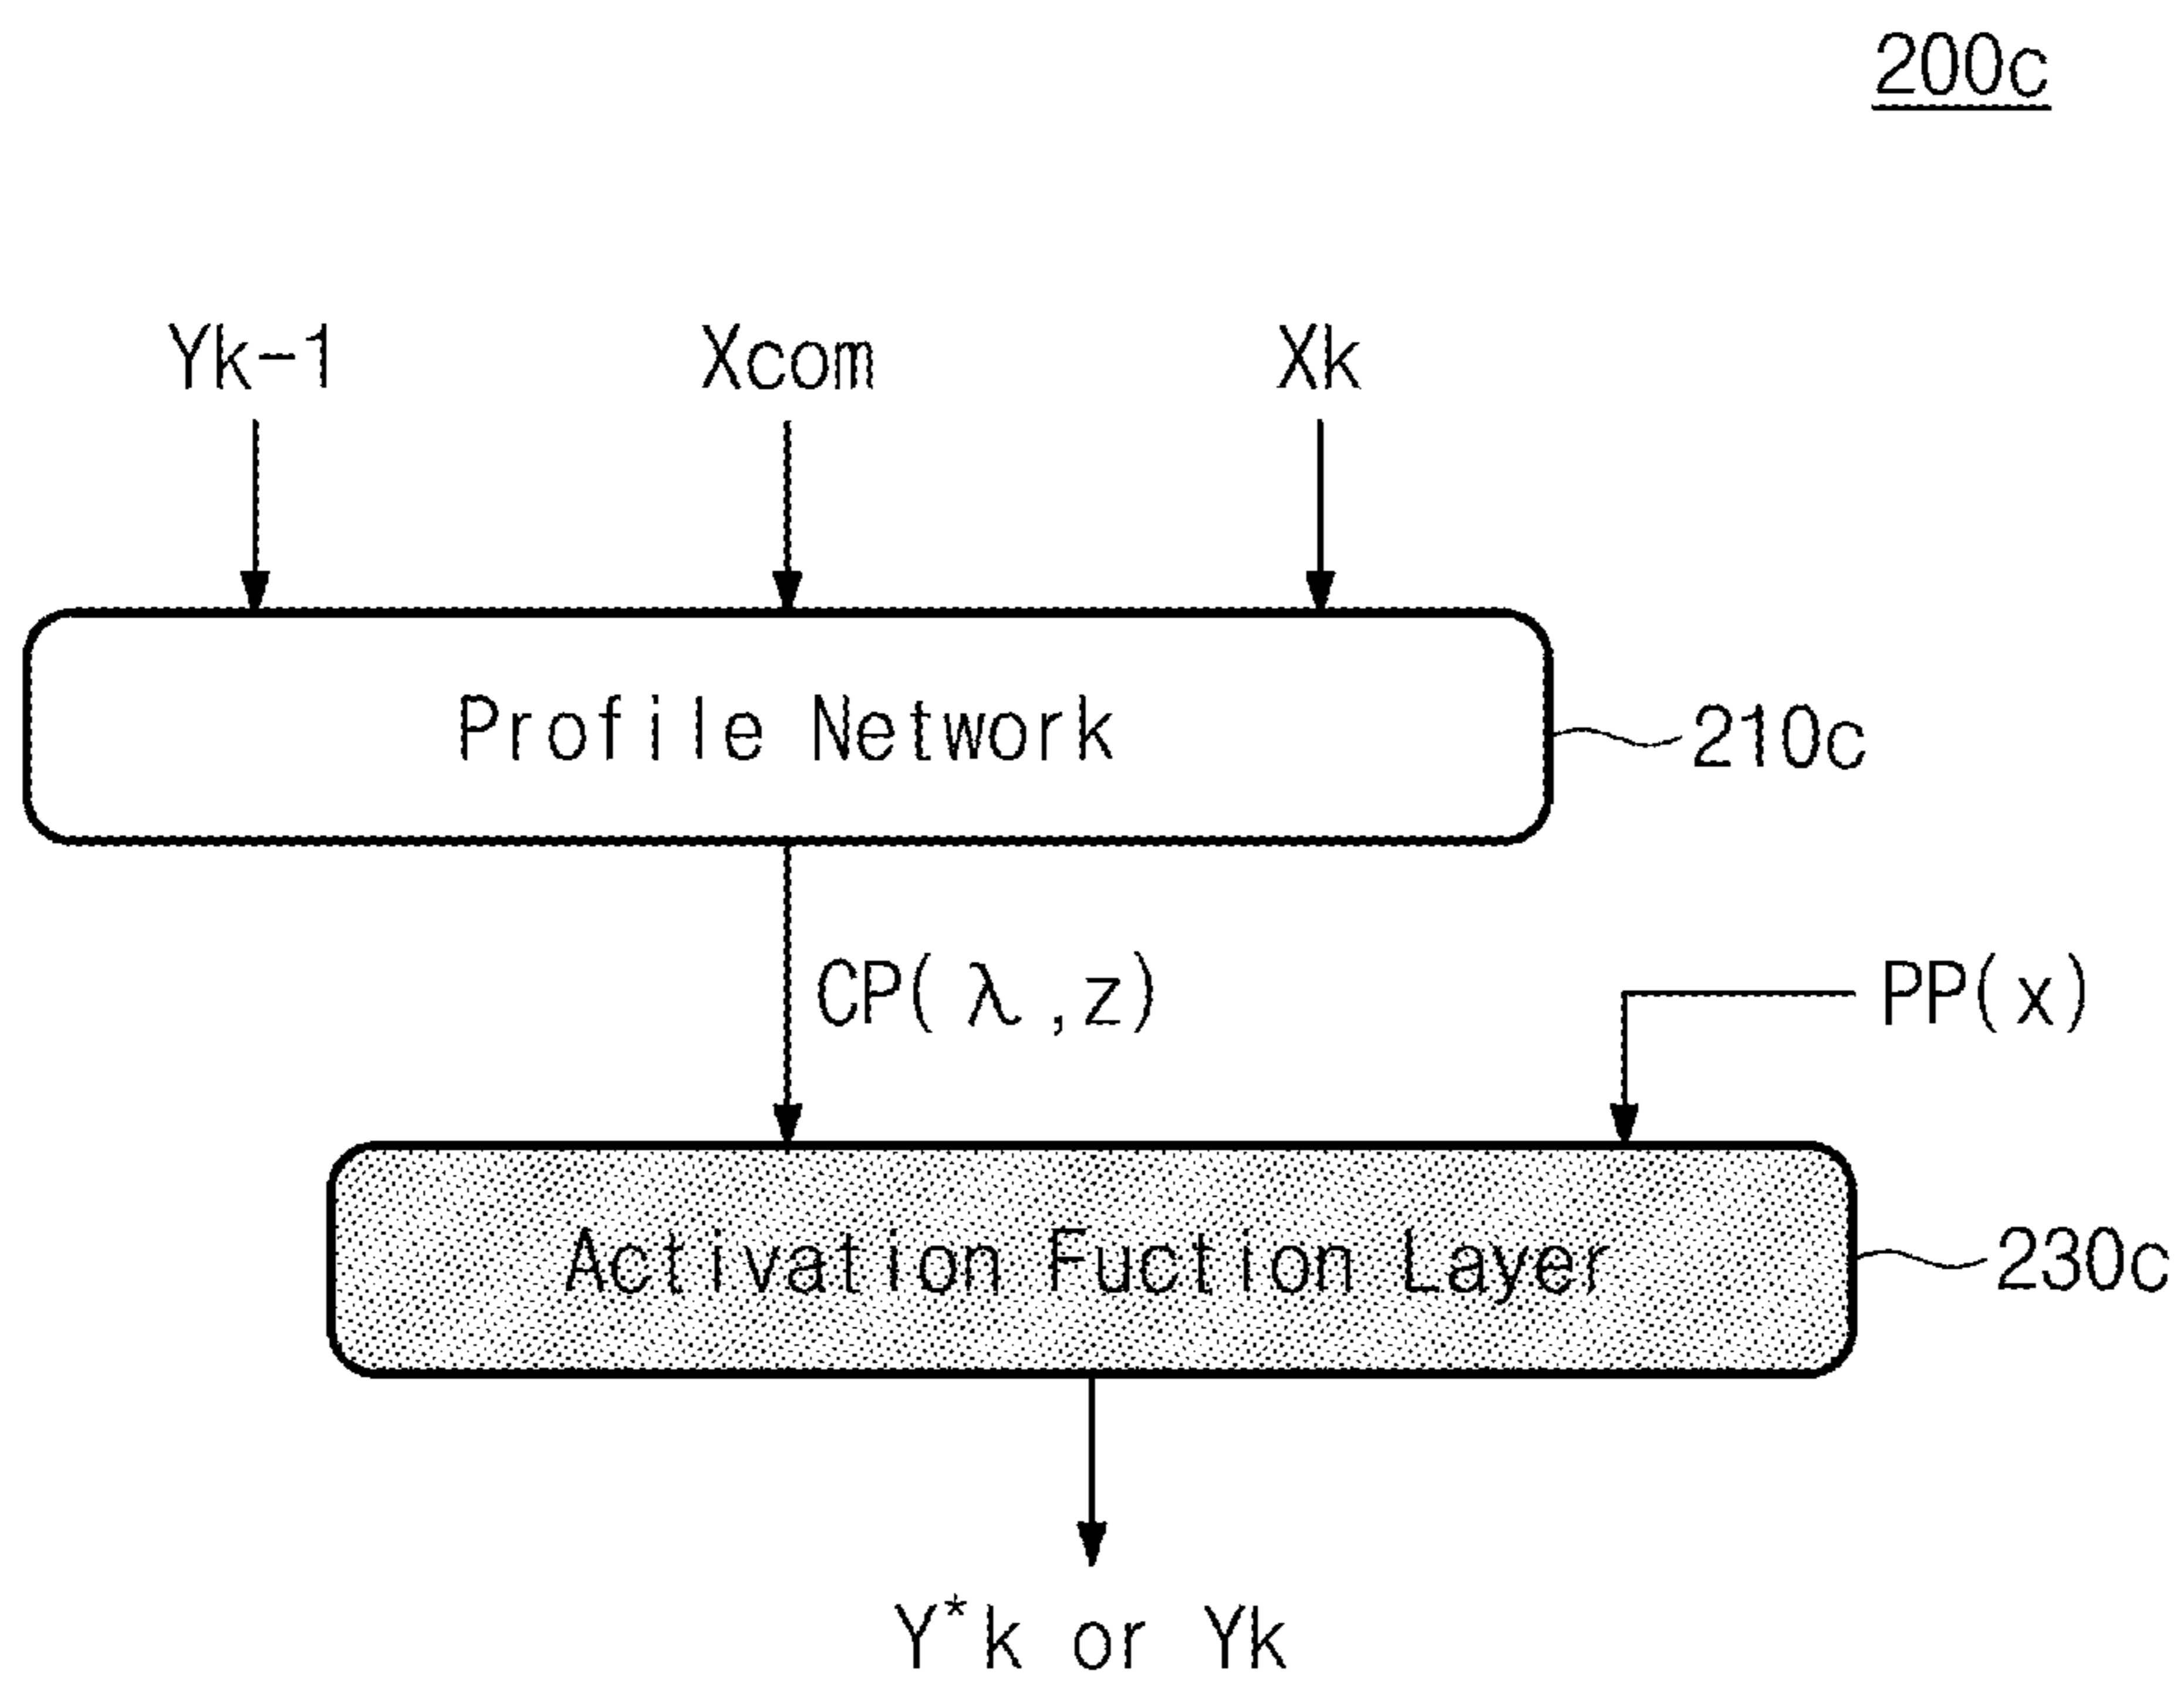 200c
Yk-1 Xcom Xk
Profile Network
210c
CP(λ,z)
PP(x)
Activation Fuction Layer
230c
Y*k or Yk